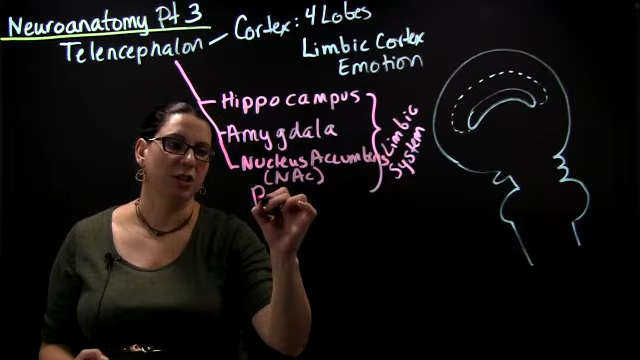 Neuroanatomy Pt 3
Telencephalon - Cortex: 4 Lobes
Limbic Cortex
Emotion
Hippocampus
Amygdala
Nucleus Accumbens
(NAc)
Limbic
System